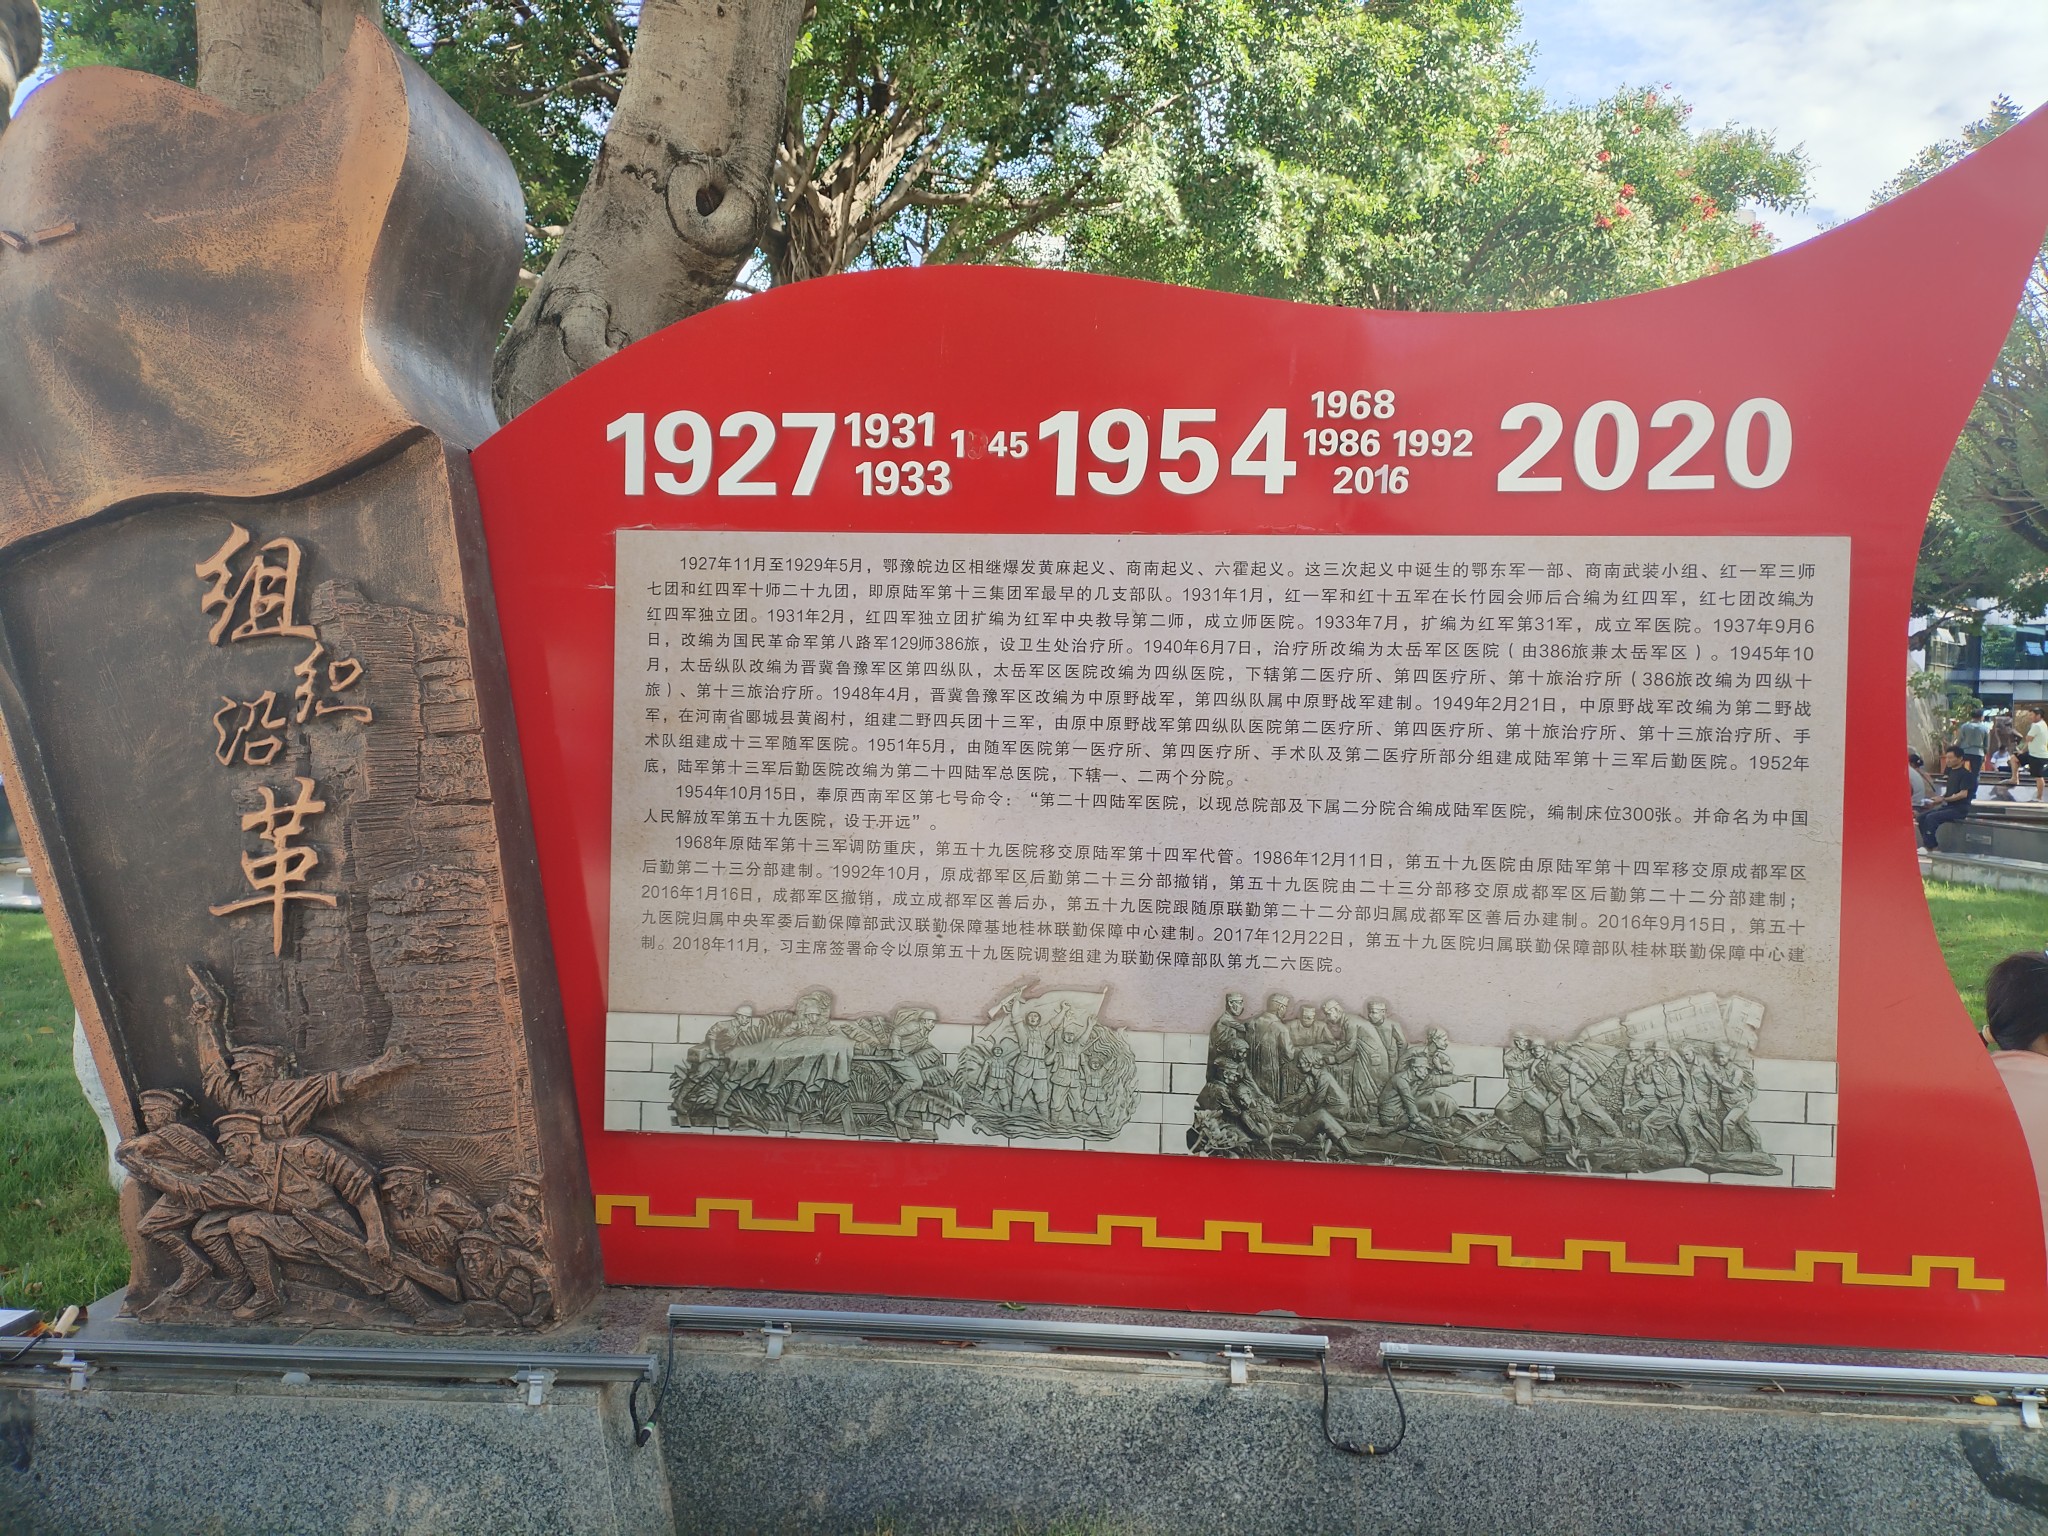 组织沿革
1927
1931
1933
1 45
1954
1968
1986 1992
2016
2020
1927年11月至1929年5月，鄂豫皖边区相继爆发黄麻起义、商南起义、六霍起义。这三次起义中诞生的鄂东军一部、商南武装小组、红一军三师
七团和红四军十师二十九团，即原陆军第十三集团军最早的几支部队。1931年1月，红一军和红十五军在长竹园会师后合编为红四军，红七团改编为
红四军独立团。1931年2月，红四军独立团扩编为红军中央教导第二师，成立师医院。1933年7月，扩编为红军第31军，成立军医院。1937年9月6
日，改编为国民革命军第八路军129师386旅，设卫生处治疗所。1940年6月7日，治疗所改编为太岳军区医院（由386旅兼太岳军区）。1945年10
月，太岳纵队改编为晋冀鲁豫军区第四纵队，太岳军区医院改编为四纵医院，下辖第二医疗所、第四医疗所、第十旅治疗所（386旅改编为四纵十
旅）、第十三旅治疗所。1948年4月，晋冀鲁豫军区改编为中原野战军，第四纵队属中原野战军建制。1949年2月21日，中原野战军改编为第二野战
军，在河南省郾城县黄阁村，组建二野四兵团十三军，由原中原野战军第四纵队医院第二医疗所、第四医疗所、第十旅治疗所、第十三旅治疗所、手
术队组建成十三军随军医院。1951年5月，由随军医院第一医疗所、第四医疗所、手术队及第二医疗所部分组建成陆军第十三军后勤医院。1952年
底，陆军第十三军后勤医院改编为第二十四陆军总医院，下辖一、二两个分院。
1954年10月15日，奉原西南军区第七号命令：“第二十四陆军医院，以现总院部及下属二分院合编成陆军医院，编制床位300张。并命名为中国
人民解放军第五十九医院，设于开远”。
1968年原陆军第十三军调防重庆，第五十九医院移交原陆军第十四军代管。1986年12月11日，第五十九医院由原陆军第十四军移交原成都军区
后勤第二十三分部建制。1992年10月，原成都军区后勤第二十三分部撤销，第五十九医院由二十三分部移交原成都军区后勤第二十二分部建制；
2016年1月16日，成都军区撤销，成立成都军区善后办，第五十九医院跟随原联勤第二十二分部归属成都军区善后办建制。2016年9月15日，第五十
九医院归属中央军委后勤保障部武汉联勤保障基地桂林联勤保障中心建制。2017年12月22日，第五十九医院归属联勤保障部队桂林联勤保障中心建
制。2018年11月，习主席签署命令以原第五十九医院调整组建为联勤保障部队第九二六医院。